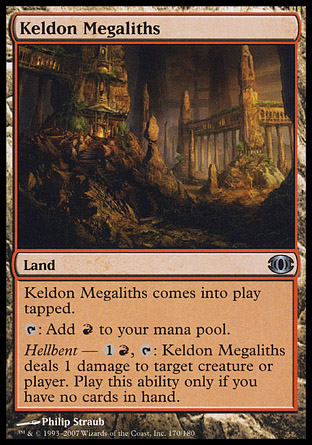 Keldon Megaliths
Land
Keldon Megaliths comes into play
tapped.
: Add to your mana pool.
Hellbent — 1 , : Keldon Megaliths
deals 1 damage to target creature or
player. Play this ability only if you
have no cards in hand.
Philip Straub
™ & © 1993–2007 Wizards of the Coast, Inc. 170/180